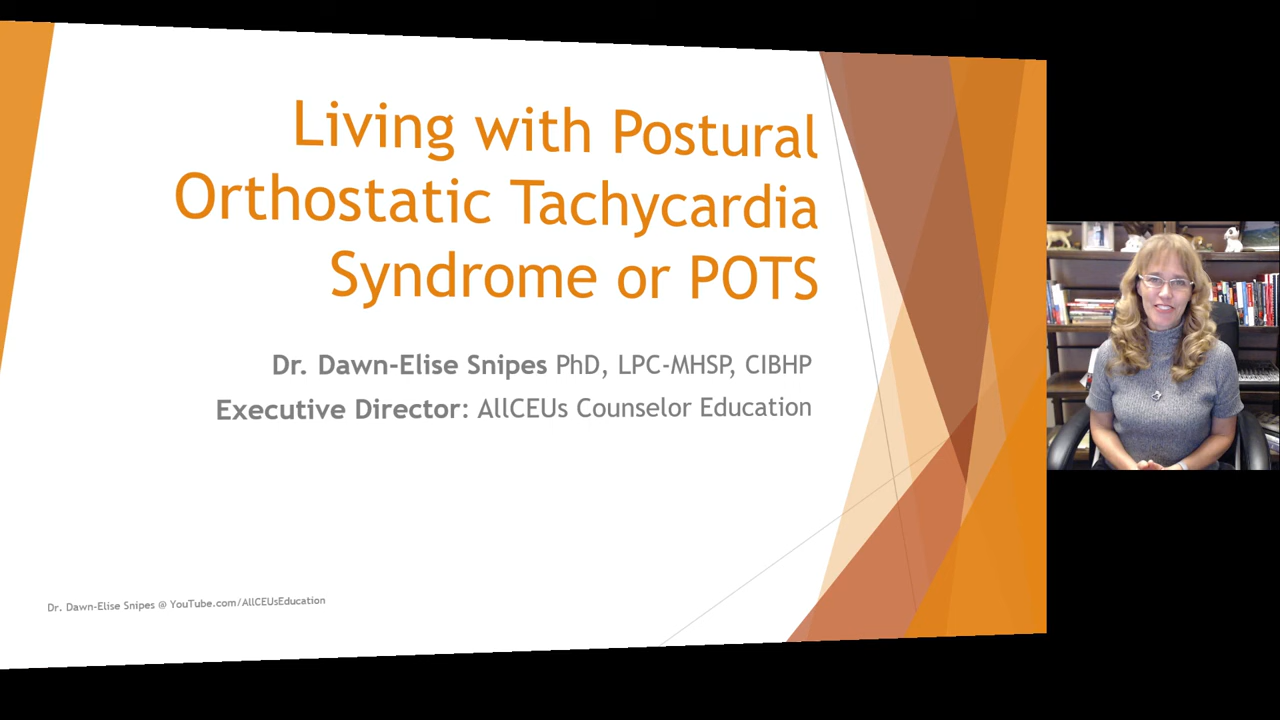 Living with Postural
Orthostatic Tachycardia
Syndrome or POTS
Dr. Dawn-Elise Snipes PhD, LPC-MHSP, CIBHP
Executive Director: AllCEUs Counselor Education
Dr. Dawn-Elise Snipes @ YouTube.com/AllCEUsEducation